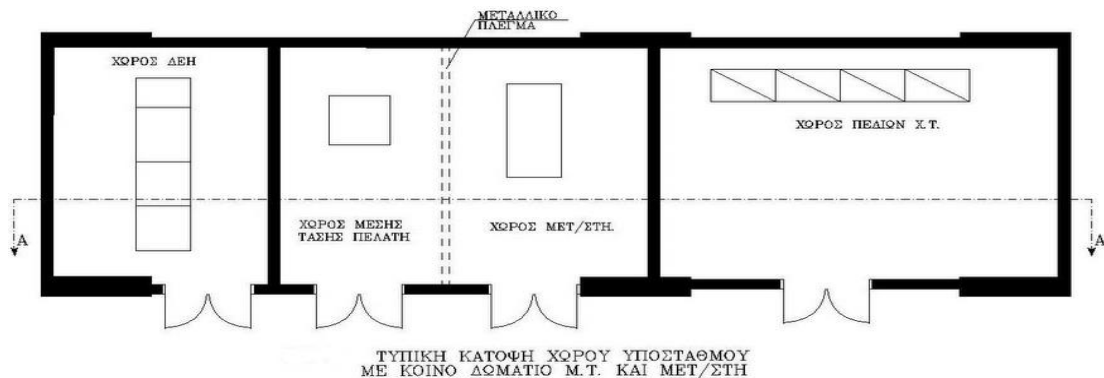 ΜΕΤΑΛΛΙΚΟ
ΠΛΕΓΜΑ
ΧΩΡΟΣ ΔΕΗ
ΧΩΡΟΣ ΠΕΔΙΩΝ Χ.Τ.
ΧΩΡΟΣ ΜΕΣΗΣ
ΤΑΣΗΣ ΠΕΛΑΤΗ
ΧΩΡΟΣ ΜΕΤ/ΣΤΗ.
Α
Α
ΤΥΠΙΚΗ ΚΑΤΟΨΗ ΧΩΡΟΥ ΥΠΟΣΤΑΘΜΟΥ
ΜΕ ΚΟΙΝΟ ΔΩΜΑΤΙΟ Μ.Τ. ΚΑΙ ΜΕΤ/ΣΤΗ